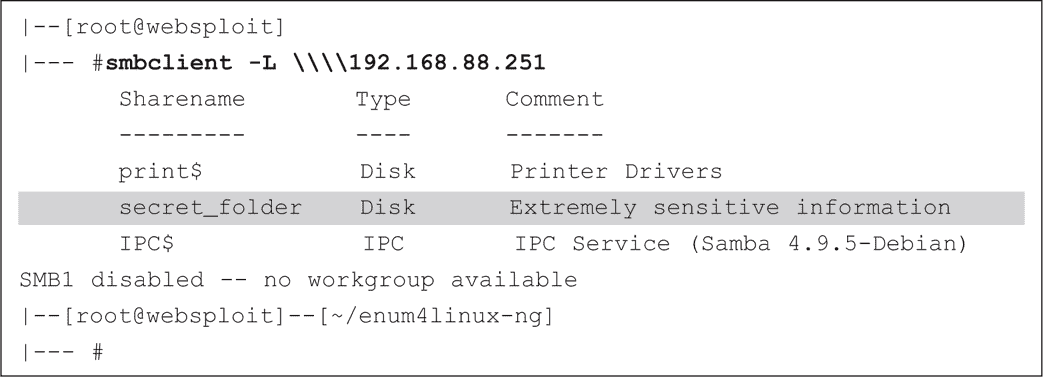 |--[root@websploit]
|--- #smbclient -L \\\\192.168.88.251
Sharename Type Comment
--------- ---- -------
print$ Disk Printer Drivers
secret_folder Disk Extremely sensitive information
IPC$ IPC IPC Service (Samba 4.9.5-Debian)
SMB1 disabled -- no workgroup available
|--[root@websploit]--[~/enum4linux-ng]
|--- #